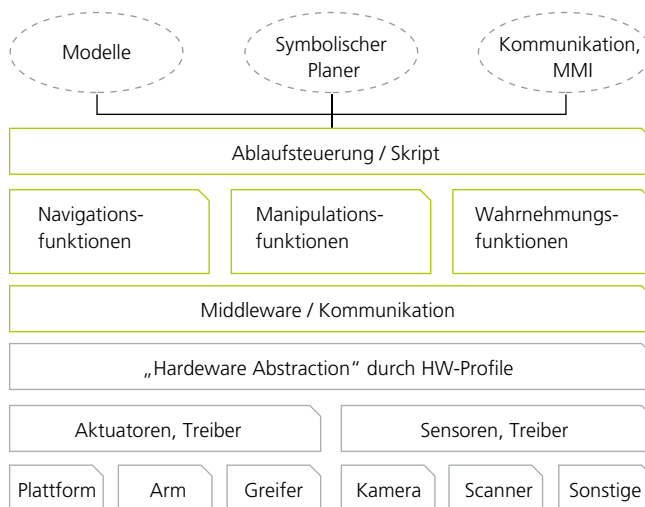 Modelle
Symbolischer
Planer
Kommunikation,
MMI
Ablaufsteuerung / Skript
Navigations-
funktionen
Manipulations-
funktionen
Wahrnehmungs-
funktionen
Middleware / Kommunikation
„Hardeware Abstraction“ durch HW-Profile
Aktuatoren, Treiber
Sensoren, Treiber
Plattform
Arm
Greifer
Kamera
Scanner
Sonstige